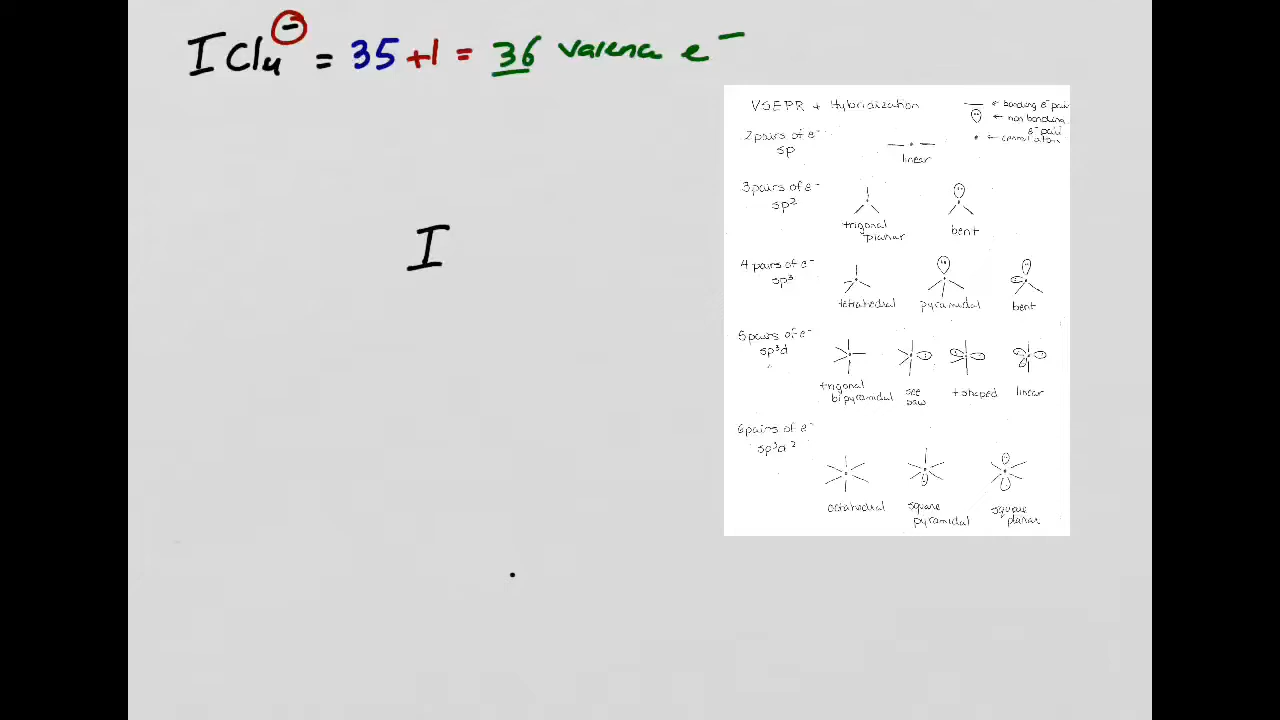 ICl4⊖ = 35 +1 = 36 valence e⁻
I
VSEPR + Hybridization
— ← bonding e⁻ pair
← non bonding e⁻ pair
• ← central atom
2 pairs of e⁻
sp
linear
3 pairs of e⁻
sp²
trigonal planar
bent
4 pairs of e⁻
sp³
tetrahedral
pyramidal
bent
5 pairs of e⁻
sp³d
trigonal bipyramidal
see saw
t shaped
linear
6 pairs of e⁻
sp³d²
octahedral
square pyramidal
square planar